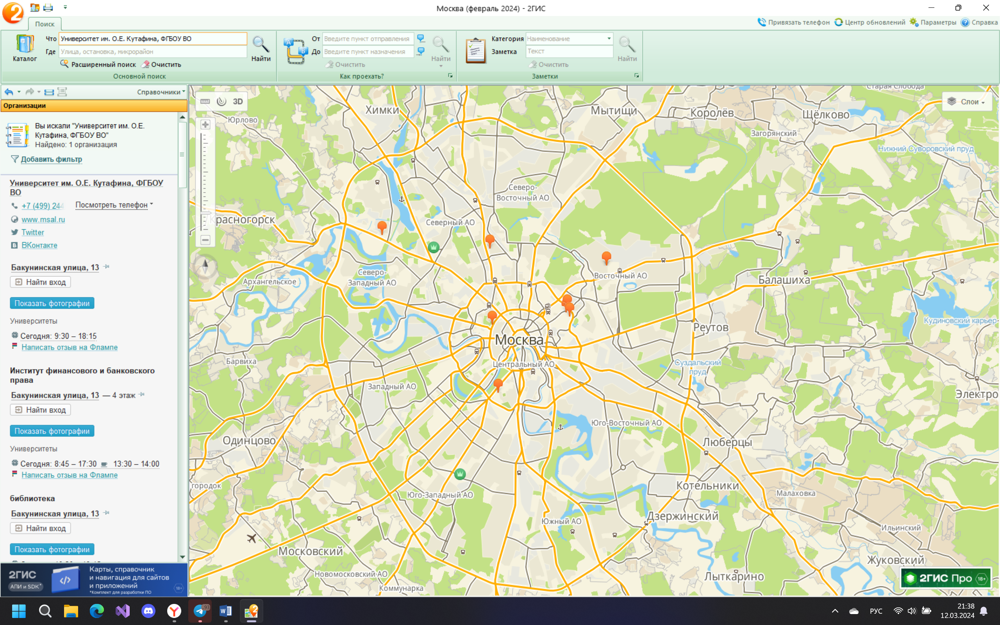 Москва (февраль 2024) - 2ГИС
Поиск
Привязать телефон
Центр обновлений
Параметры
Справка
Каталог
Что
Университет им. О.Е. Кутафина, ФГБОУ ВО
Где
Улица, остановка, микрорайон
Расширенный поиск
Очистить
Найти
Основной поиск
От
Введите пункт отправления
До
Введите пункт назначения
Очистить
Найти
Как проехать?
Категория
Наименование
Заметка
Текст
Очистить
Найти
Заметки
Справочники
Организации
Вы искали "Университет им. О.Е.
Кутафина, ФГБОУ ВО"
Найдено: 1 организация
Добавить фильтр
Университет им. О.Е. Кутафина, ФГБОУ
ВО
+7 (499) 244
Посмотреть телефон
www.msal.ru
Twitter
ВКонтакте
Бакунинская улица, 13
Найти вход
Показать фотографии
Университеты
Сегодня: 9:30 – 18:15
Написать отзыв на Флампе
Институт финансового и банковского
права
Бакунинская улица, 13 — 4 этаж
Найти вход
Показать фотографии
Университеты
Сегодня: 8:45 – 17:30 13:30 – 14:00
Написать отзыв на Флампе
библиотека
Бакунинская улица, 13
Найти вход
Показать фотографии
2ГИС
АПИ и SDK*
Карты, справочник
и навигация для сайтов
и приложений
*Комплект для разработки ПО
18+
3D
Слои
Старая Слобода
Химки
Юрлово
Мытищи
Королёв
Щёлково
Загорянский
Нижний Суворовский пруд
Северо-
Восточный АО
Красногорск
Северный АО
Северо-
Западный АО
Архангельское
Восточный АО
Балашиха
Кудиновский карьер
Реутов
Москва
Барвиха
Центральный АО
Суздальский
пруд
Западный АО
Электро
Юго-Восточный АО
Одинцово
Люберцы
городок
Котельники
Юго-Западный АО
Малаховка
Дзержинский
Южный АО
Ильинский
Московский
Жуковский
Новомосковский АО
Лыткарино
Коммунарка
2ГИС Про 18+
93
РУС
21:38
12.03.2024